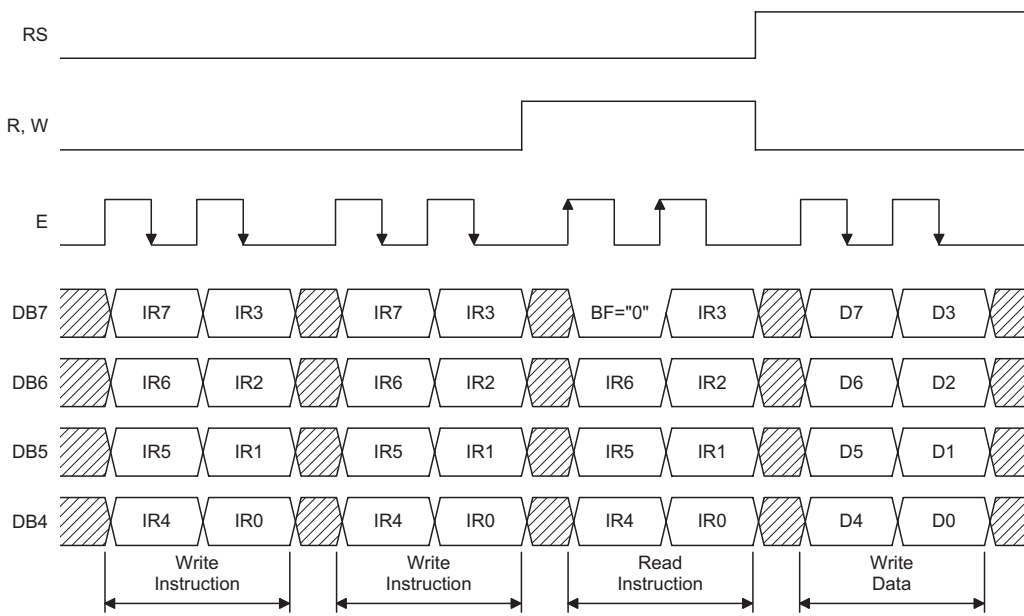 RS
R, W
E
DB7 IR7 IR3 IR7 IR3 BF="0" IR3 D7 D3
DB6 IR6 IR2 IR6 IR2 IR6 IR2 D6 D2
DB5 IR5 IR1 IR5 IR1 IR5 IR1 D5 D1
DB4 IR4 IR0 IR4 IR0 IR4 IR0 D4 D0
Write Write Read Write
Instruction Instruction Instruction Data